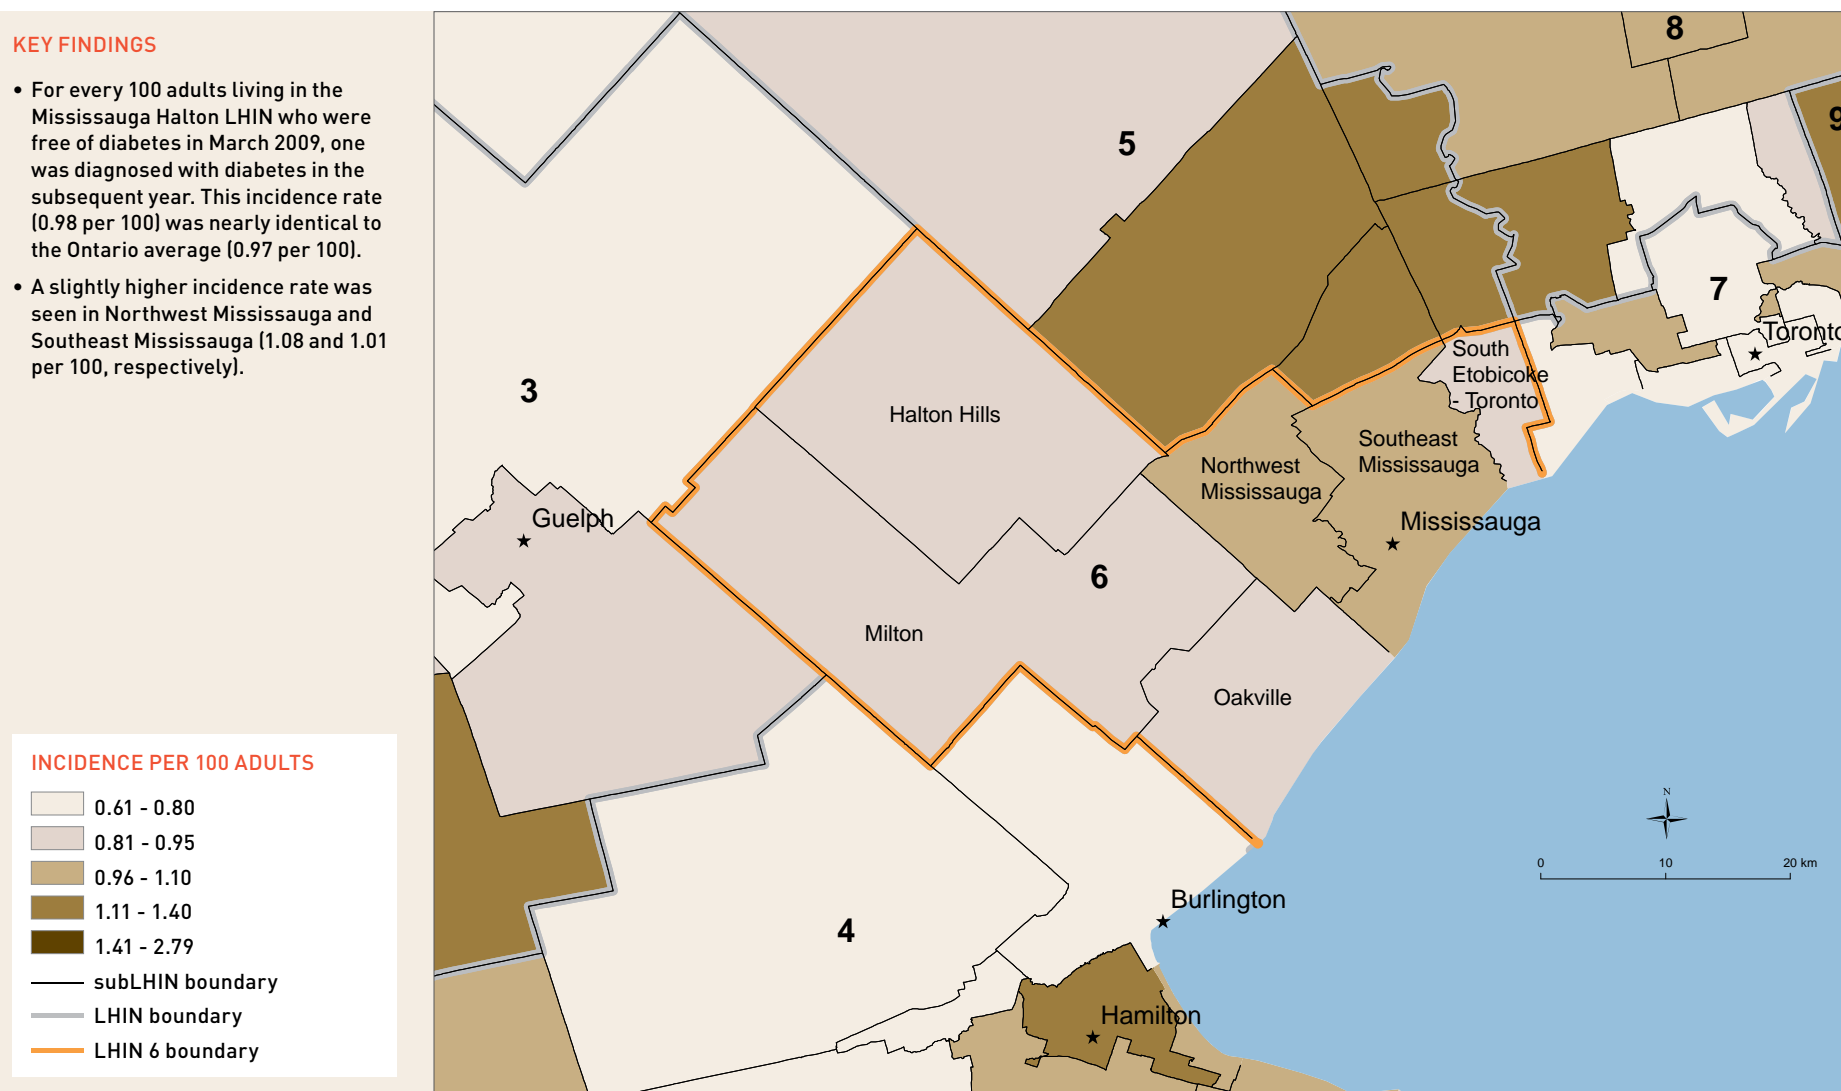 KEY FINDINGS
• For every 100 adults living in the
Mississauga Halton LHIN who were
free of diabetes in March 2009, one
was diagnosed with diabetes in the
subsequent year. This incidence rate
(0.98 per 100) was nearly identical to
the Ontario average (0.97 per 100).
• A slightly higher incidence rate was
seen in Northwest Mississauga and
Southeast Mississauga (1.08 and 1.01
per 100, respectively).
INCIDENCE PER 100 ADULTS
0.61 - 0.80
0.81 - 0.95
0.96 - 1.10
1.11 - 1.40
1.41 - 2.79
subLHIN boundary
LHIN boundary
LHIN 6 boundary
8
9
5
7
Toronto
South
Etobicoke
- Toronto
3
Halton Hills
Southeast
Mississauga
Northwest
Mississauga
Guelph
Mississauga
6
Milton
Oakville
N
0 10 20 km
Burlington
4
Hamilton